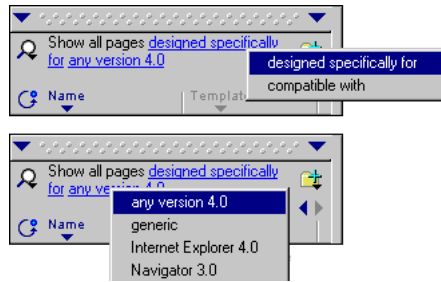 Show all pages designed specifically
for any version 4.0
designed specifically for
compatible with
Name
Templat
Show all pages designed specifically
for any version 4.0
any version 4.0
generic
Name
Internet Explorer 4.0
Navigator 3.0